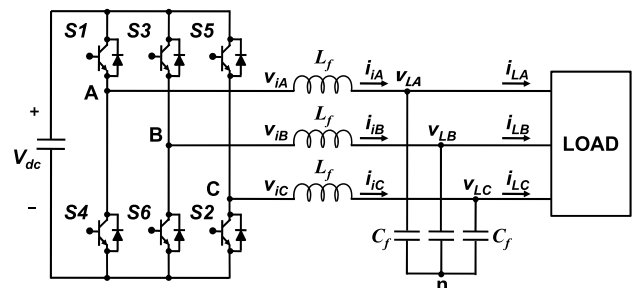 S1 S3 S5
L_f
v_iA i_iA v_LA i_LA
A
+
V_dc
−
B
L_f
v_iB i_iB v_LB i_LB
LOAD
C
L_f
v_iC i_iC v_LC i_LC
S4 S6 S2
C_f C_f
n